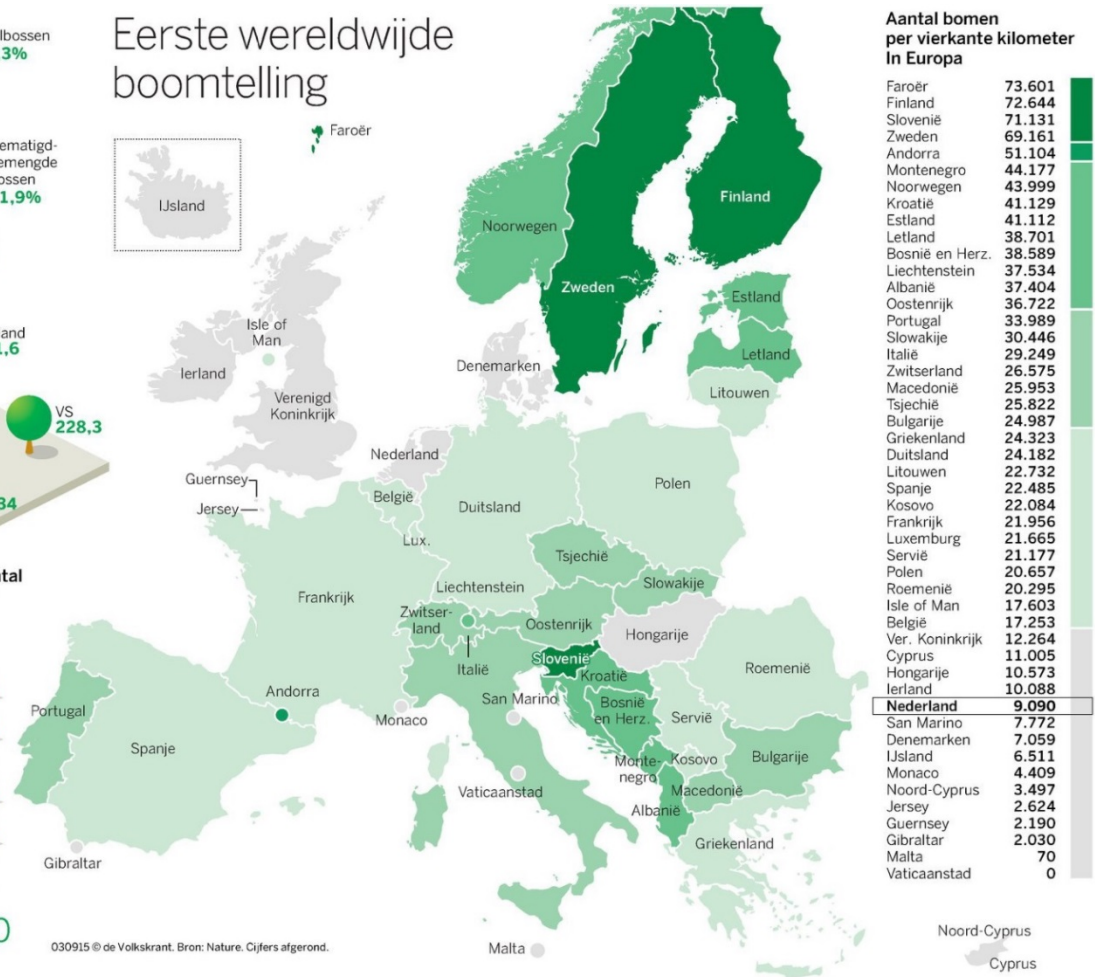 lbossen
3%
Eerste wereldwijde
boomtelling
ematigd-
emengde
ossen
1,9%
and
1,6
VS
228,3
34
tal
0
Faroër
IJsland
Noorwegen
Finland
Zweden
Isle of
Man
Estland
Ierland
Letland
Denemarken
Verenigd
Koninkrijk
Litouwen
Nederland
Guernsey
België
Polen
Jersey
Duitsland
Lux.
Tsjechië
Slowakije
Liechtenstein
Frankrijk
Zwitser-
land
Oostenrijk
Hongarije
Slovenië
Italië
Kroatië
Roemenië
Andorra
San Marino
Bosnië
en Herz.
Portugal
Monaco
Servië
Spanje
Monte-
negro
Kosovo
Bulgarije
Vaticaanstad
Macedonië
Albanië
Griekenland
Gibraltar
Malta
Noord-Cyprus
Cyprus
030915 © de Volkskrant. Bron: Nature. Cijfers afgerond.
Aantal bomen
per vierkante kilometer
In Europa
Faroër 73.601
Finland 72.644
Slovenië 71.131
Zweden 69.161
Andorra 51.104
Montenegro 44.177
Noorwegen 43.999
Kroatië 41.129
Estland 41.112
Letland 38.701
Bosnië en Herz. 38.589
Liechtenstein 37.534
Albanië 37.404
Oostenrijk 36.722
Portugal 33.989
Slowakije 30.446
Italië 29.249
Zwitserland 26.575
Macedonië 25.953
Tsjechië 25.822
Bulgarije 24.987
Griekenland 24.323
Duitsland 24.182
Litouwen 22.732
Spanje 22.485
Kosovo 22.084
Frankrijk 21.956
Luxemburg 21.665
Servië 21.177
Polen 20.657
Roemenië 20.295
Isle of Man 17.603
België 17.253
Ver. Koninkrijk 12.264
Cyprus 11.005
Hongarije 10.573
Ierland 10.088
Nederland 9.090
San Marino 7.772
Denemarken 7.059
IJsland 6.511
Monaco 4.409
Noord-Cyprus 3.497
Jersey 2.624
Guernsey 2.190
Gibraltar 2.030
Malta 70
Vaticaanstad 0